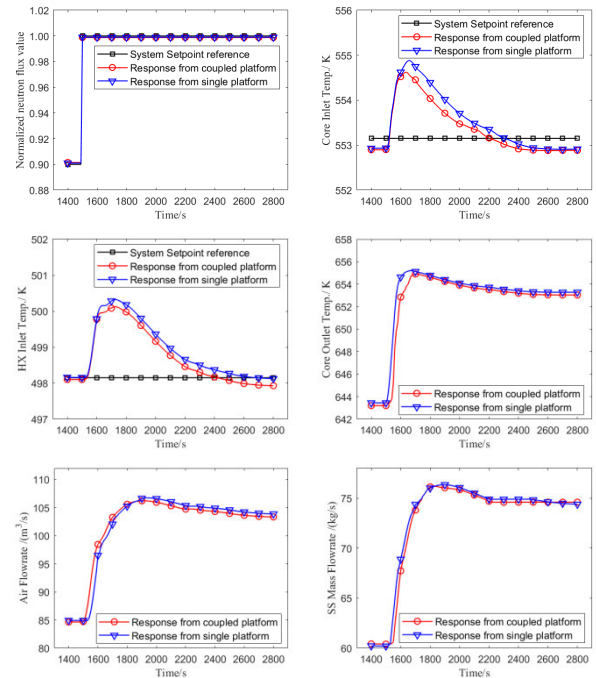 Normalized neutron flux value
1.02
1.00
0.98
0.96
0.94
0.92
0.90
0.88
System Setpoint reference
Response from coupled platform
Response from single platform
1400 1600 1800 2000 2200 2400 2600 2800
Time/s
Core Inlet Temp./ K
556
555
554
553
552
System Setpoint reference
Response from coupled platform
Response from single platform
1400 1600 1800 2000 2200 2400 2600 2800
Time/s
HX Inlet Temp./ K
502
501
500
499
498
497
System Setpoint reference
Response from coupled platform
Response from single platform
1400 1600 1800 2000 2200 2400 2600 2800
Time/s
Core Outlet Temp./ K
658
656
654
652
650
648
646
644
642
Response from coupled platform
Response from single platform
1400 1600 1800 2000 2200 2400 2600 2800
Time/s
Air Flowrate /(m³/s)
110
105
100
95
90
85
80
Response from coupled platform
Response from single platform
1400 1600 1800 2000 2200 2400 2600 2800
Time/s
SS Mass Flowrate /(kg/s)
75
70
65
60
Response from coupled platform
Response from single platform
1400 1600 1800 2000 2200 2400 2600 2800
Time/s